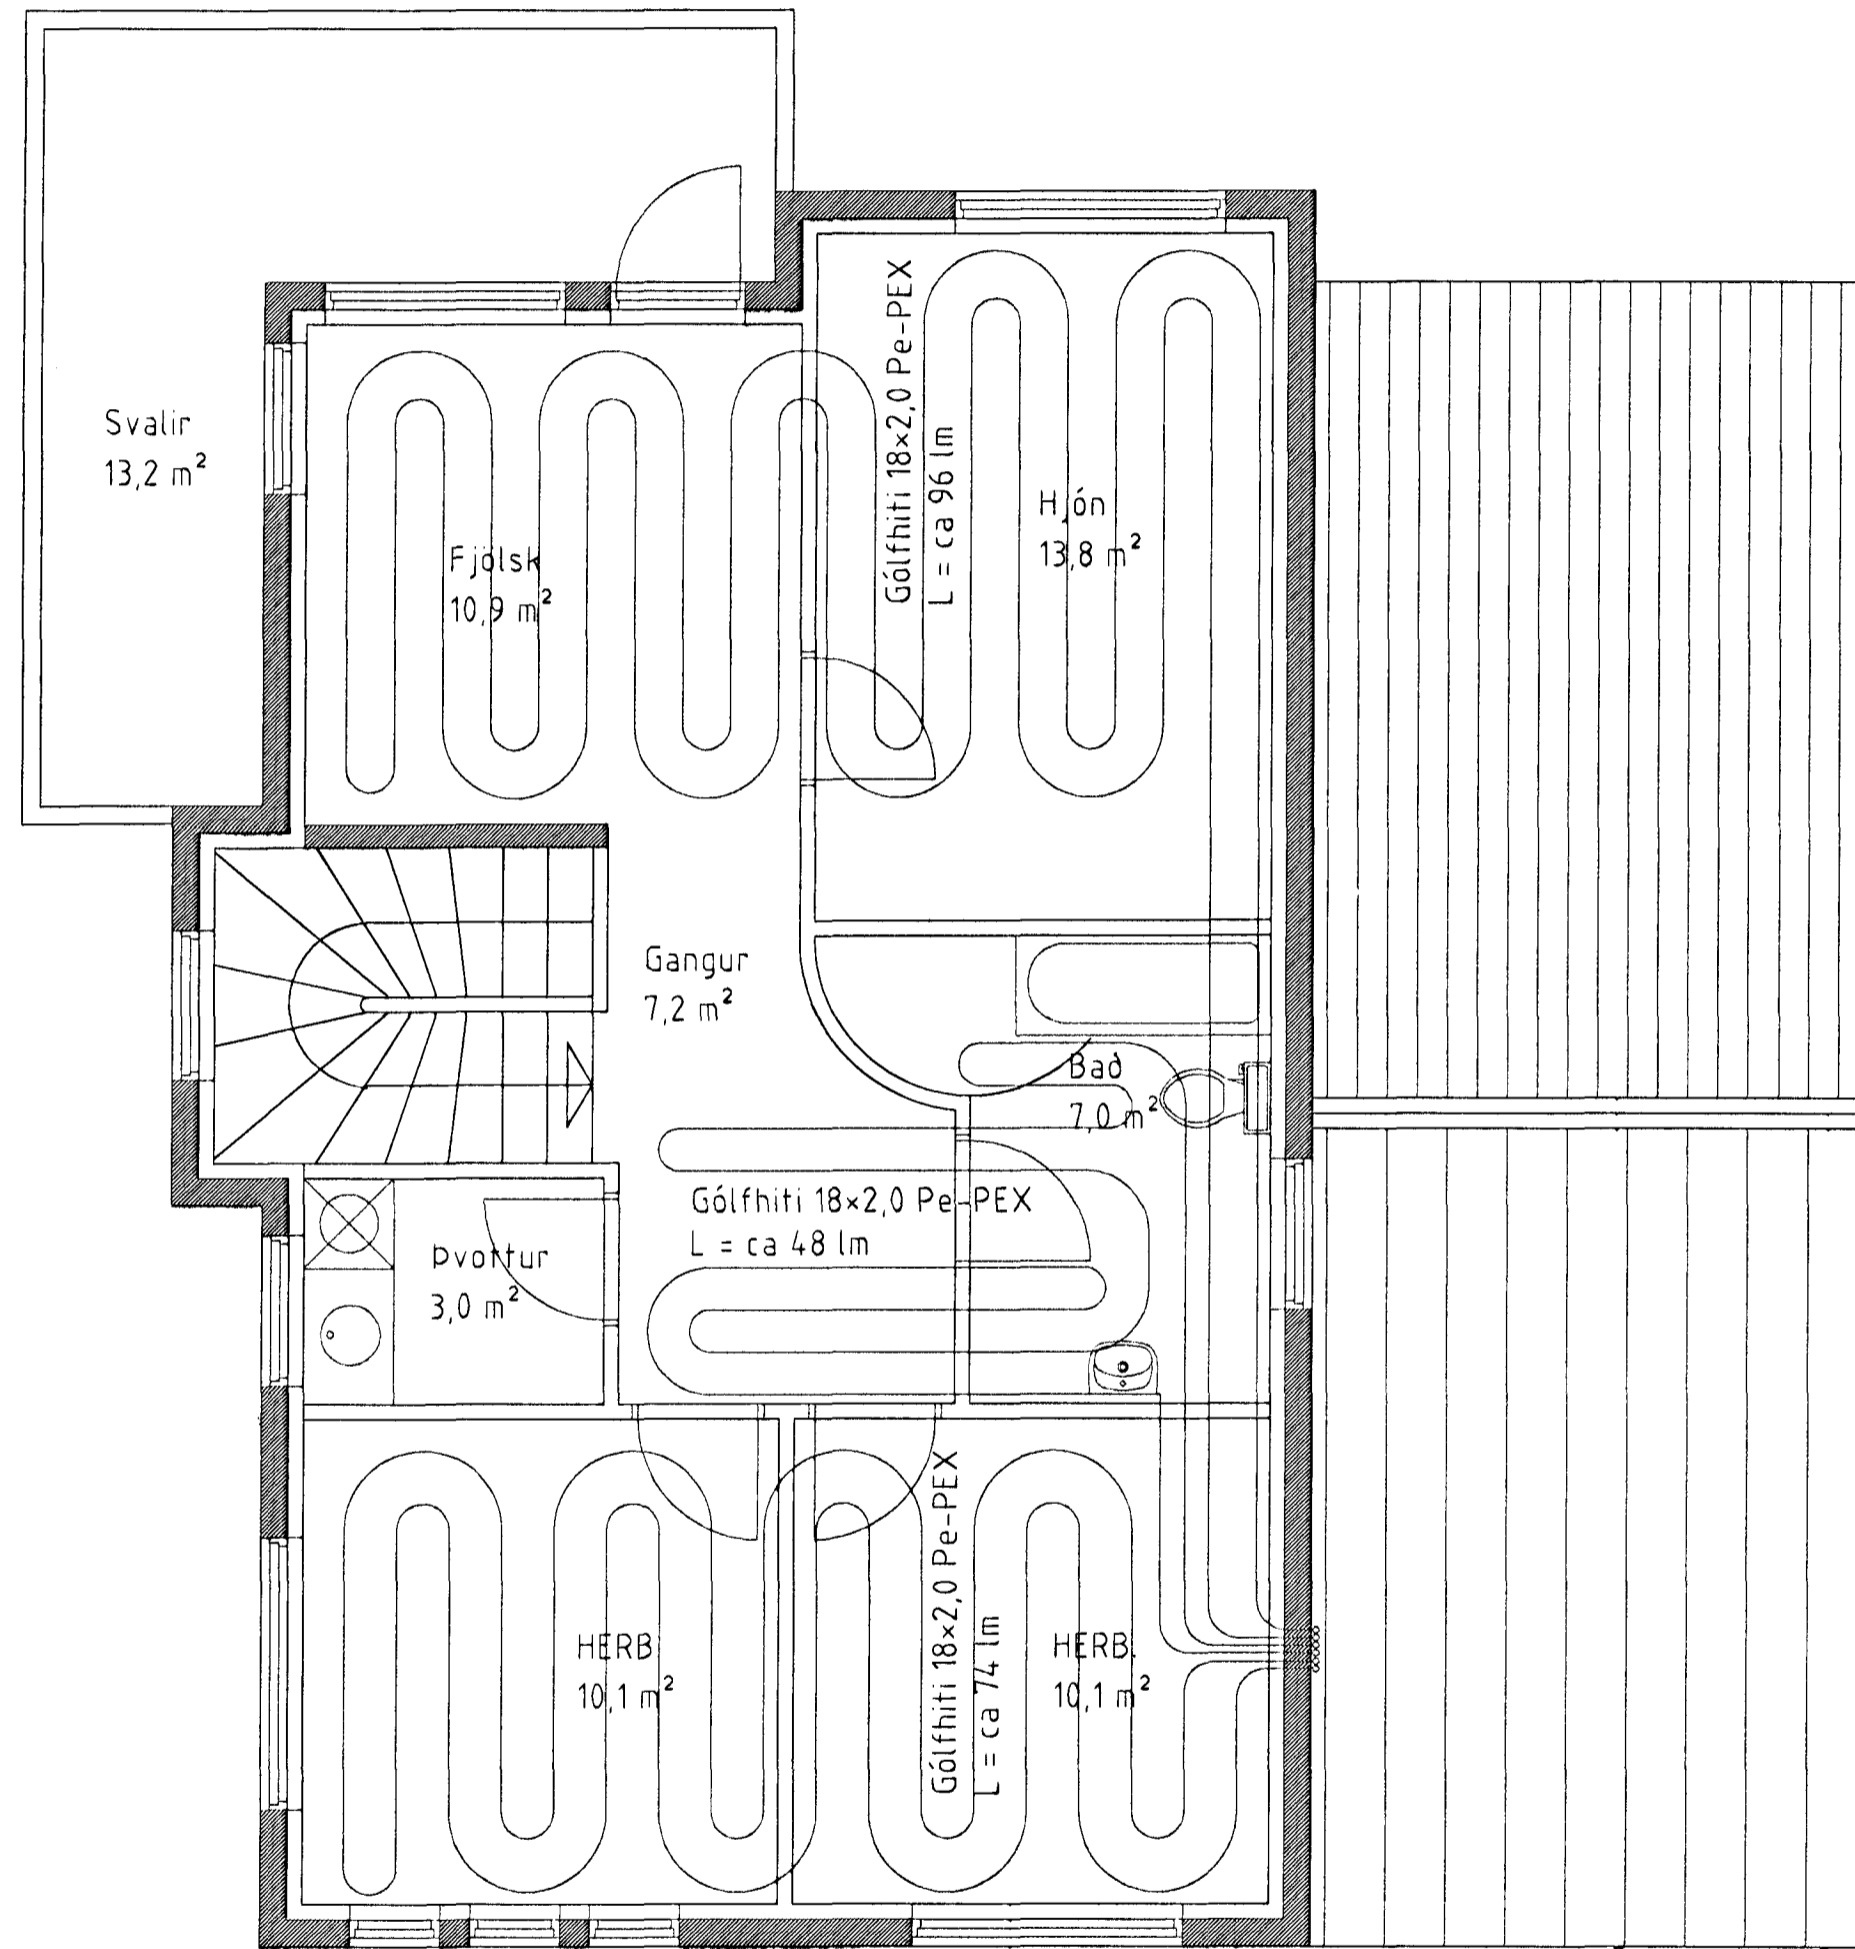 Svalir
13,2 m²
Fjölsk
10,9 m²
Gólfhiti 18×2,0 Pe-PEX
L = ca 96 lm
Hjón
13,8 m²
Gangur
7,2 m²
Bað
7,0 m²
Gólfhiti 18×2,0 Pe-PEX
L = ca 48 lm
Þvottur
3,0 m²
HERB
10,1 m²
Gólfhiti 18×2,0 Pe-PEX
L = ca 74 lm
HERB.
10,1 m²